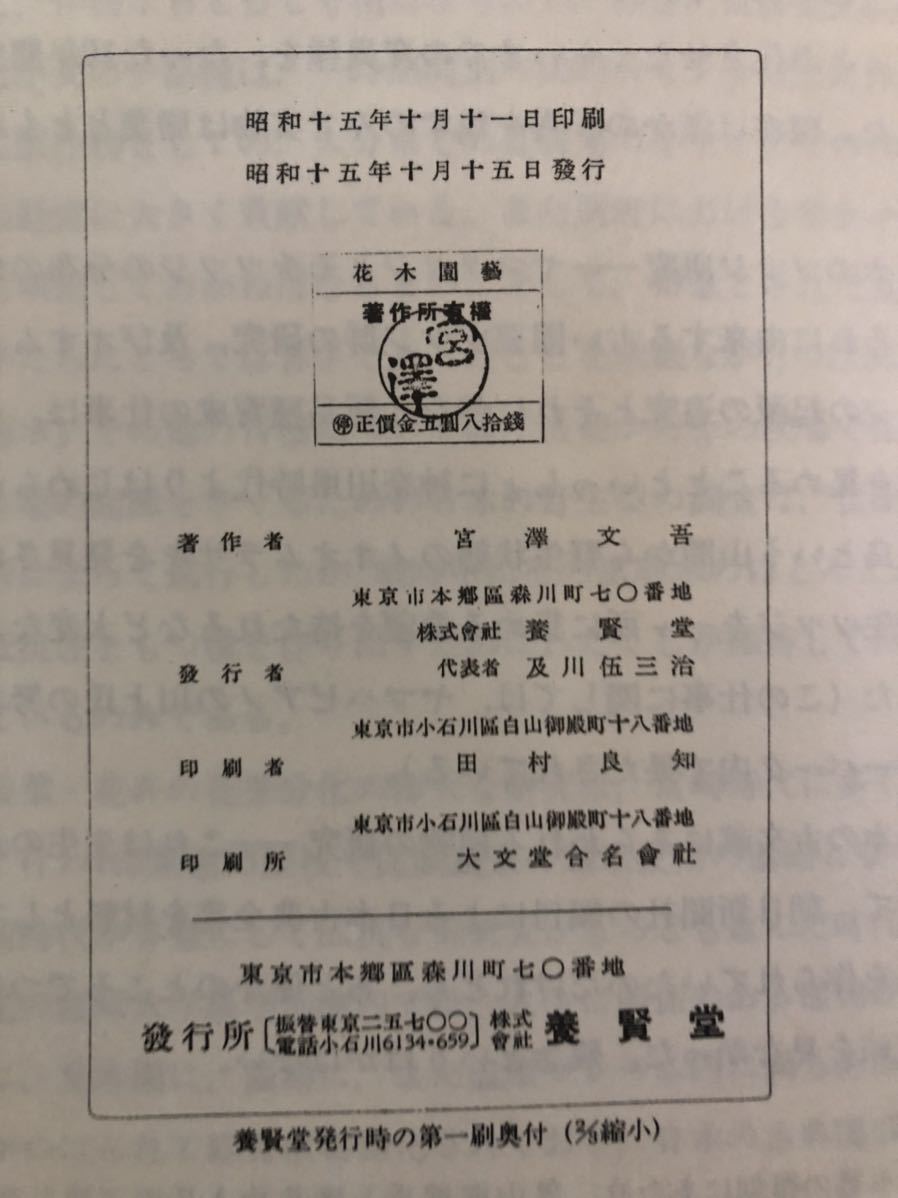 昭和十五年十月十一日印刷
昭和十五年十月十五日發行
花木園藝
著作所有權
宮澤
㊡正價金五圓八拾錢
著作者 宮澤文吾
東京市本鄕區森川町七〇番地
株式會社 養賢堂
發行者 代表者 及川伍三治
東京市小石川區白山御殿町十八番地
印刷者 田村良知
東京市小石川區白山御殿町十八番地
印刷所 大文堂合名會社
東京市本鄕區森川町七〇番地
發行所〔振替東京二五七〇〇 電話小石川6134・659〕株式會社 養賢堂
養賢堂発行時の第一刷奥付(⅔縮小)